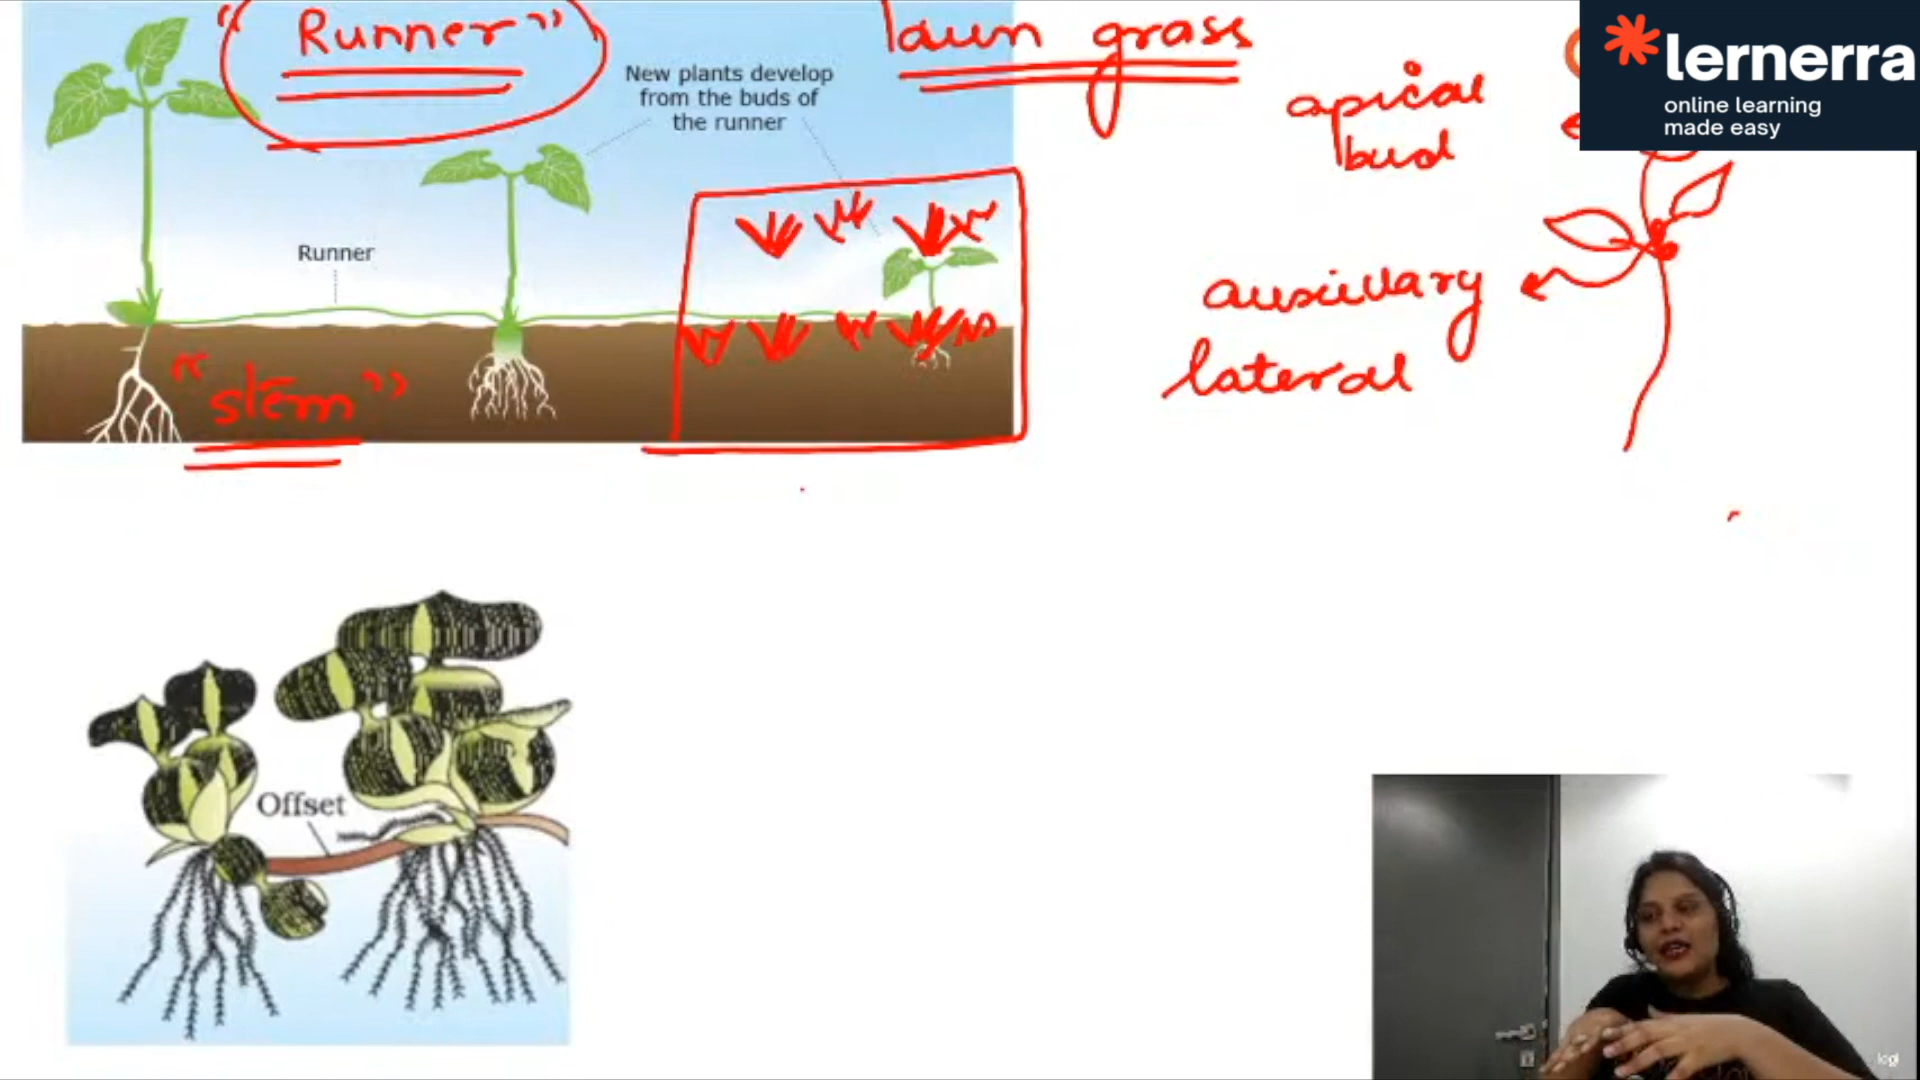 "Runner"
lawn grass
New plants develop
from the buds of
the runner
apical
bud
Runner
"stem"
auxillary
lateral
Offset
lernerra
online learning
made easy
logi